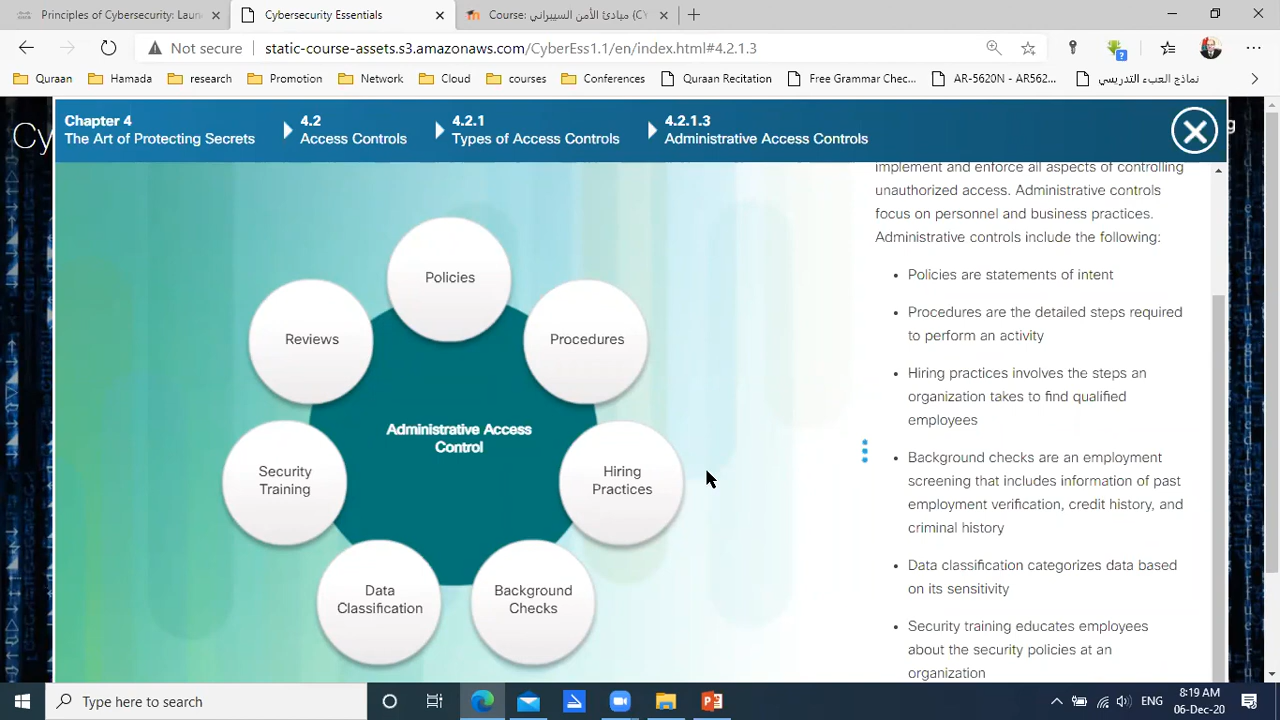 Principles of Cybersecurity: Laun
Cybersecurity Essentials
Course: مبادئ الأمن السيبراني (CY
Not secure
static-course-assets.s3.amazonaws.com/CyberEss1.1/en/index.html#4.2.1.3
Quraan
Hamada
research
Promotion
Network
Cloud
courses
Conferences
Quraan Recitation
Free Grammar Chec...
AR-5620N - AR562...
نماذج العبء التدريسي
Cy
g
Chapter 4
The Art of Protecting Secrets
4.2
Access Controls
4.2.1
Types of Access Controls
4.2.1.3
Administrative Access Controls
Policies
Reviews
Procedures
Administrative Access
Control
Security
Training
Hiring
Practices
Data
Classification
Background
Checks
implement and enforce all aspects of controlling
unauthorized access. Administrative controls
focus on personnel and business practices.
Administrative controls include the following:
• Policies are statements of intent
• Procedures are the detailed steps required
to perform an activity
• Hiring practices involves the steps an
organization takes to find qualified
employees
• Background checks are an employment
screening that includes information of past
employment verification, credit history, and
criminal history
• Data classification categorizes data based
on its sensitivity
• Security training educates employees
about the security policies at an
organization
Type here to search
ENG
8:19 AM
06-Dec-20